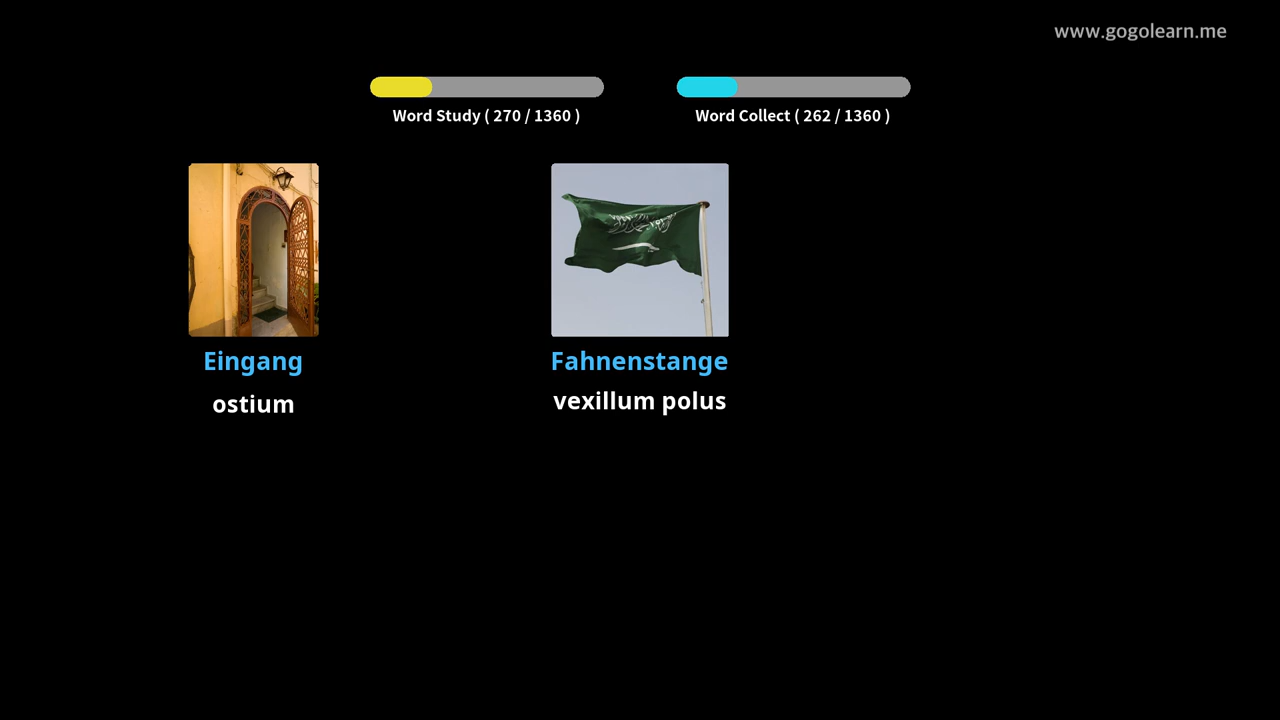 www.gogolearn.me
Word Study ( 270 / 1360 )
Word Collect ( 262 / 1360 )
Eingang
ostium
Fahnenstange
vexillum polus